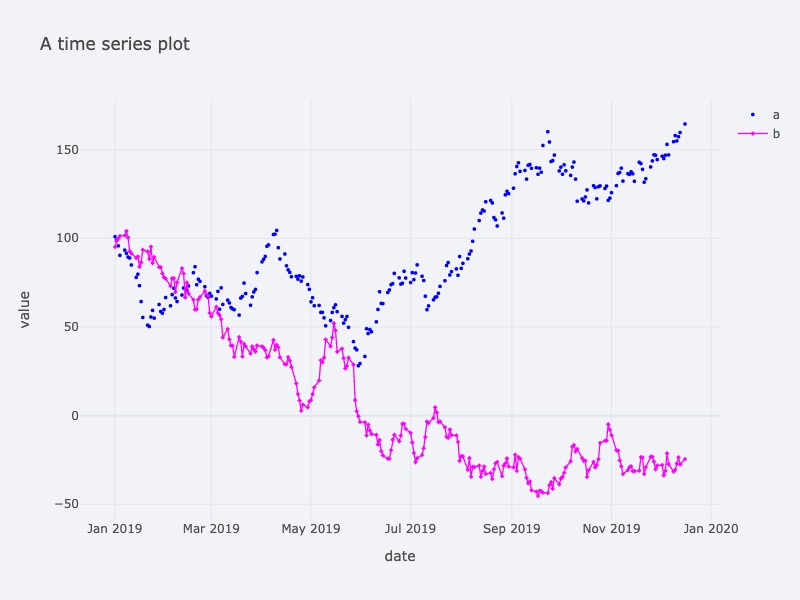 A time series plot
a
b
150
100
50
0
−50
value
Jan 2019
Mar 2019
May 2019
Jul 2019
Sep 2019
Nov 2019
Jan 2020
date